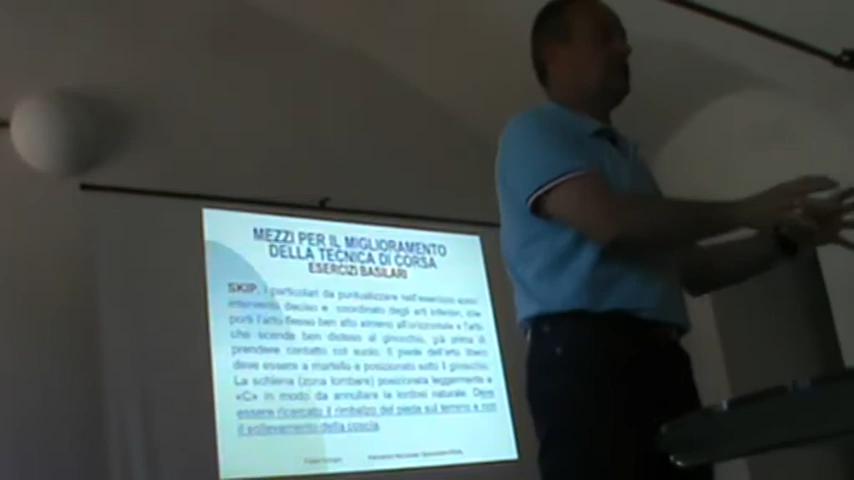 MEZZI PER IL MIGLIORAMENTO
DELLA TECNICA DI CORSA
ESERCIZI BASILARI
SKIP. I particolari da puntualizzare nell'esercizio sono:
intervento deciso e coordinato degli arti inferiori, che
porti l'arto flesso ben alto almeno all'orizzontale e l'arto
che scende ben disteso al ginocchio, già prima di
prendere contatto col suolo. Il piede dell'arto libero
deve essere a martello e posizionato sotto il ginocchio.
La schiena (zona lombare) posizionata leggermente a
«C» in modo da annullare la lordosi naturale. Deve
essere ricercato il rimbalzo del piede sul terreno e non
il sollevamento della coscia.